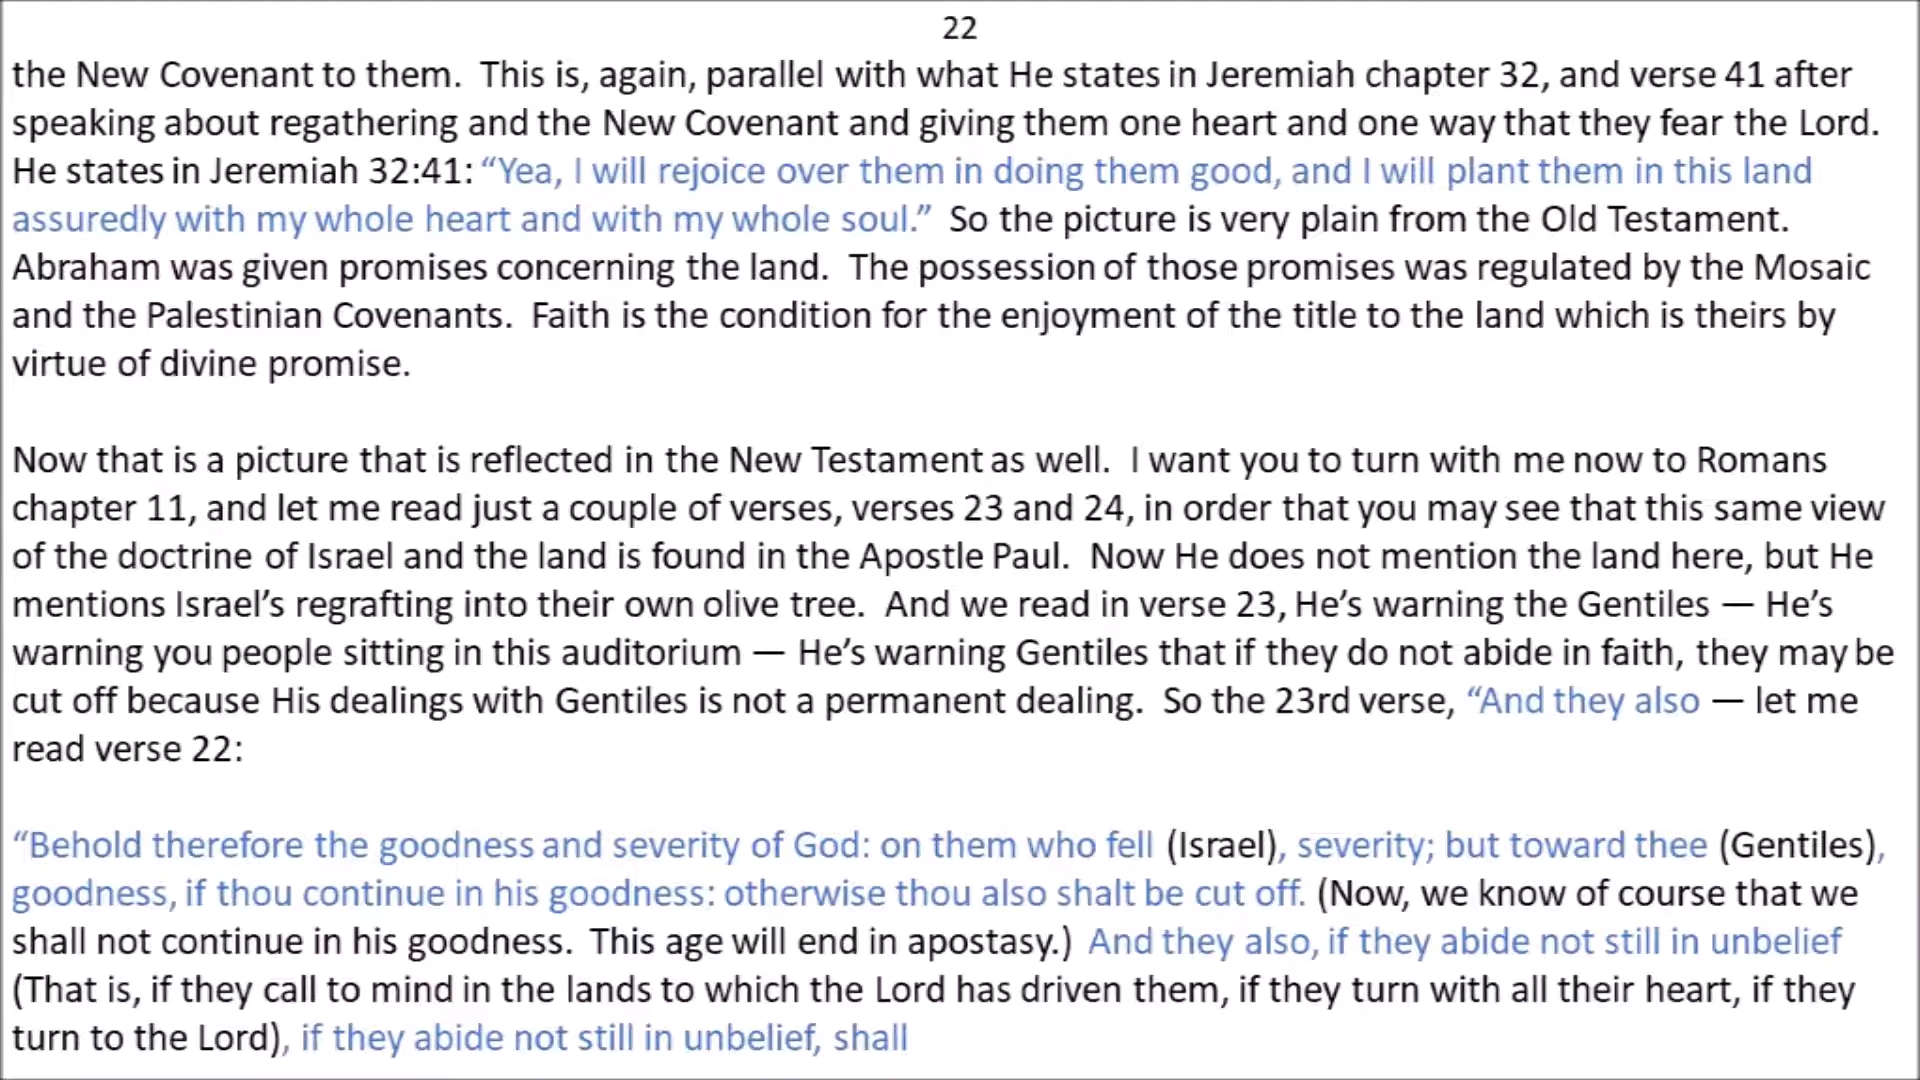 22
the New Covenant to them.  This is, again, parallel with what He states in Jeremiah chapter 32, and verse 41 after
speaking about regathering and the New Covenant and giving them one heart and one way that they fear the Lord.
He states in Jeremiah 32:41: “Yea, I will rejoice over them in doing them good, and I will plant them in this land
assuredly with my whole heart and with my whole soul.”  So the picture is very plain from the Old Testament.
Abraham was given promises concerning the land.  The possession of those promises was regulated by the Mosaic
and the Palestinian Covenants.  Faith is the condition for the enjoyment of the title to the land which is theirs by
virtue of divine promise.
Now that is a picture that is reflected in the New Testament as well.  I want you to turn with me now to Romans
chapter 11, and let me read just a couple of verses, verses 23 and 24, in order that you may see that this same view
of the doctrine of Israel and the land is found in the Apostle Paul.  Now He does not mention the land here, but He
mentions Israel’s regrafting into their own olive tree.  And we read in verse 23, He’s warning the Gentiles — He’s
warning you people sitting in this auditorium — He’s warning Gentiles that if they do not abide in faith, they may be
cut off because His dealings with Gentiles is not a permanent dealing.  So the 23rd verse, “And they also — let me
read verse 22:
“Behold therefore the goodness and severity of God: on them who fell (Israel), severity; but toward thee (Gentiles),
goodness, if thou continue in his goodness: otherwise thou also shalt be cut off. (Now, we know of course that we
shall not continue in his goodness.  This age will end in apostasy.) And they also, if they abide not still in unbelief
(That is, if they call to mind in the lands to which the Lord has driven them, if they turn with all their heart, if they
turn to the Lord), if they abide not still in unbelief, shall